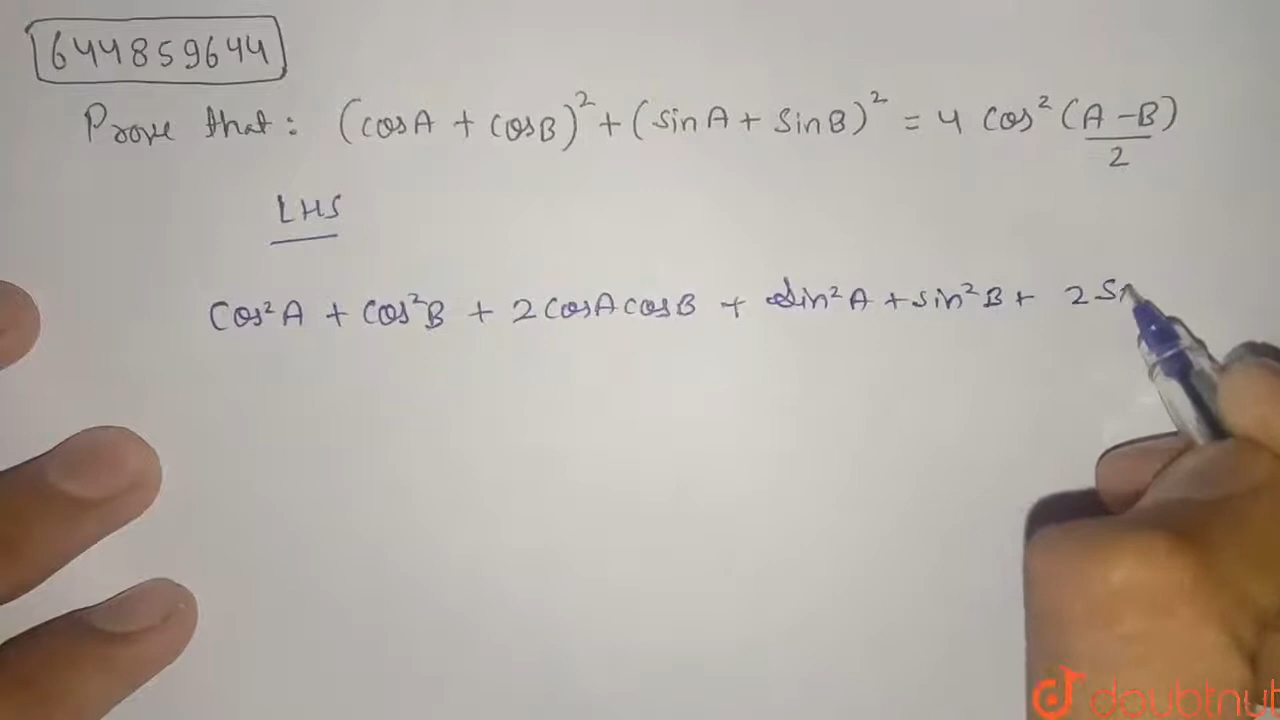 644859644
Prove that: (cosA + cosB)² + (sinA + sinB)² = 4 cos² (A-B)/2
LHS
cos²A + cos²B + 2cosAcosB + sin²A + sin²B + 2
doubtnut